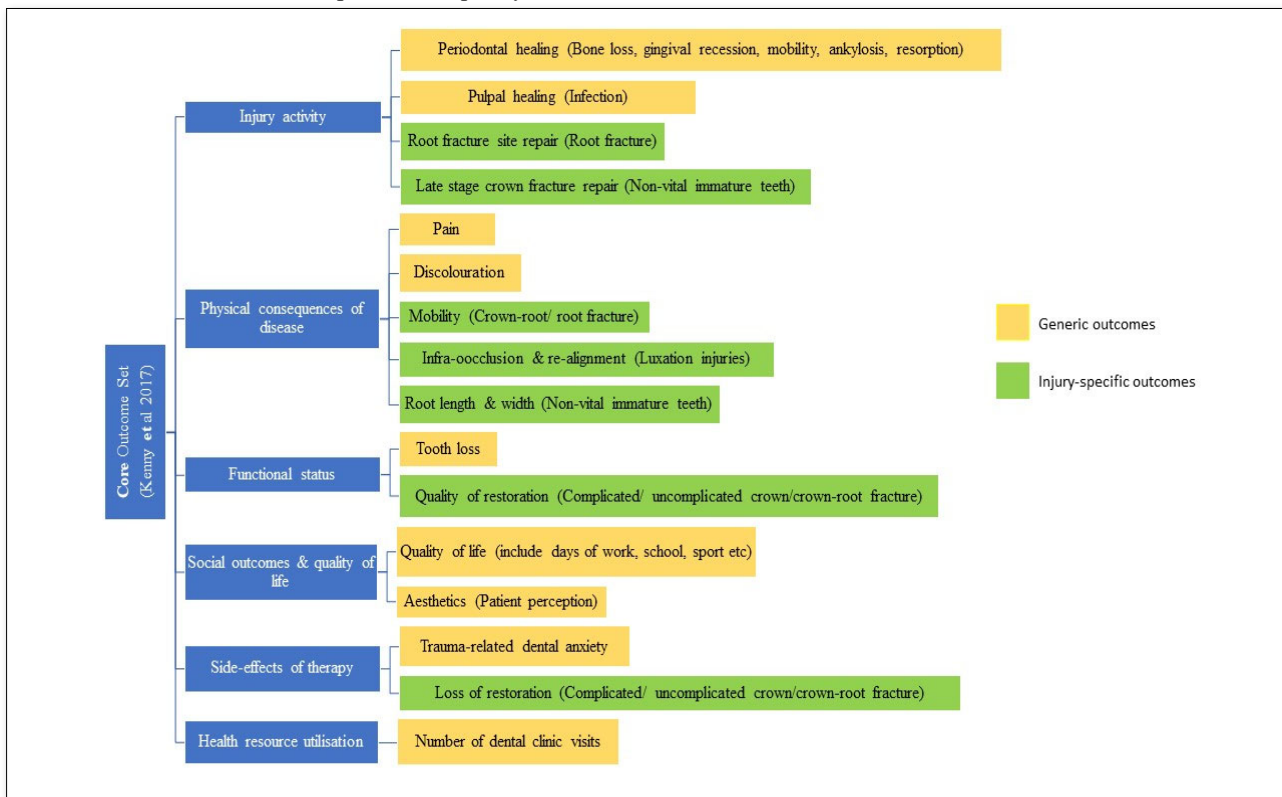 Periodontal healing (Bone loss, gingival recession, mobility, ankylosis, resorption)
Pulpal healing (Infection)
Injury activity
Root fracture site repair (Root fracture)
Late stage crown fracture repair (Non-vital immature teeth)
Pain
Discolouration
Physical consequences of
disease
Mobility (Crown-root/ root fracture)
Infra-oocclusion & re-alignment (Luxation injuries)
Root length & width (Non-vital immature teeth)
Generic outcomes
Injury-specific outcomes
Core Outcome Set
(Kenny et al 2017)
Tooth loss
Functional status
Quality of restoration (Complicated/ uncomplicated crown/crown-root fracture)
Quality of life (include days of work, school, sport etc)
Social outcomes & quality of
life
Aesthetics (Patient perception)
Trauma-related dental anxiety
Side-effects of therapy
Loss of restoration (Complicated/ uncomplicated crown/crown-root fracture)
Health resource utilisation
Number of dental clinic visits